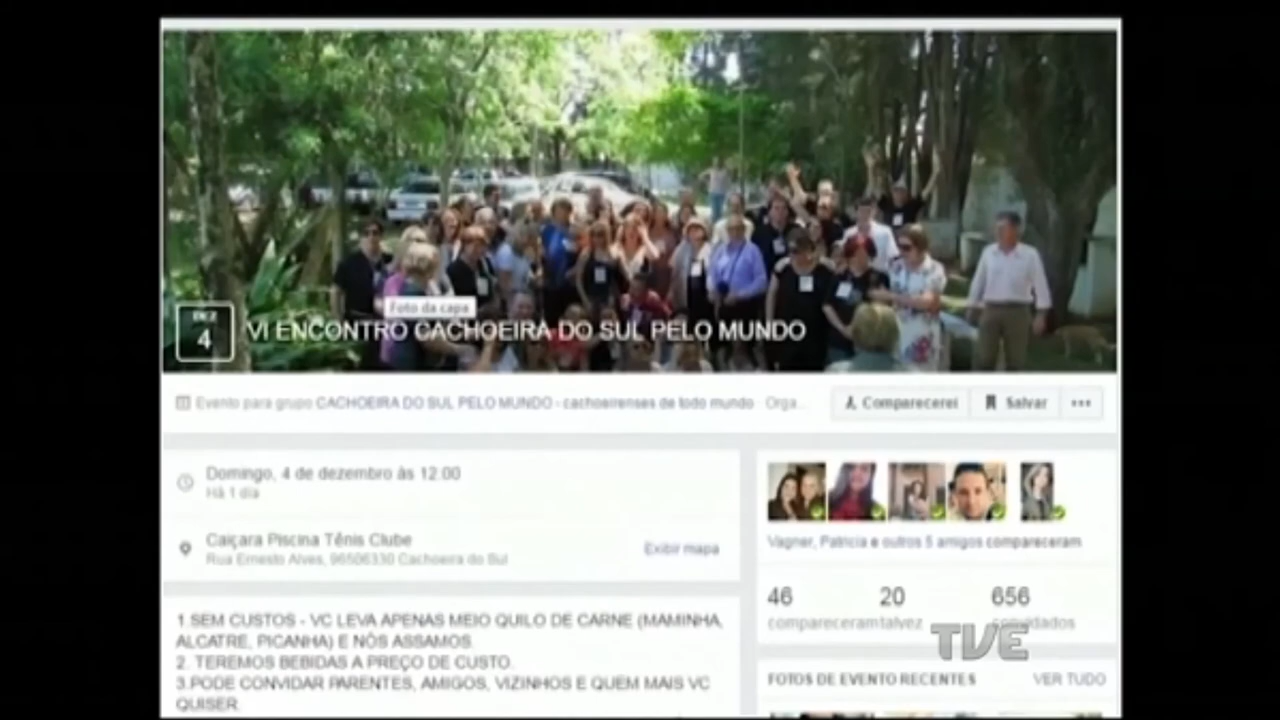 DEZ
4
Foto da capa
VI ENCONTRO CACHOEIRA DO SUL PELO MUNDO
Evento para grupo CACHOEIRA DO SUL PELO MUNDO - cachoeirenses de todo mundo · Orga...
Comparecerei
Salvar
...
Domingo, 4 de dezembro às 12:00
Há 1 dia
Caiçara Piscina Tênis Clube
Rua Ernesto Alves, 96506330 Cachoeira do Sul
Exibir mapa
1.SEM CUSTOS - VC LEVA APENAS MEIO QUILO DE CARNE (MAMINHA,
ALCATRE, PICANHA) E NÓS ASSAMOS.
2. TEREMOS BEBIDAS A PREÇO DE CUSTO.
3.PODE CONVIDAR PARENTES, AMIGOS, VIZINHOS E QUEM MAIS VC
QUISER.
Vagner, Patricia e outros 5 amigos compareceram
46 20 656
compareceram talvez convidados
TVE
FOTOS DE EVENTO RECENTES VER TUDO